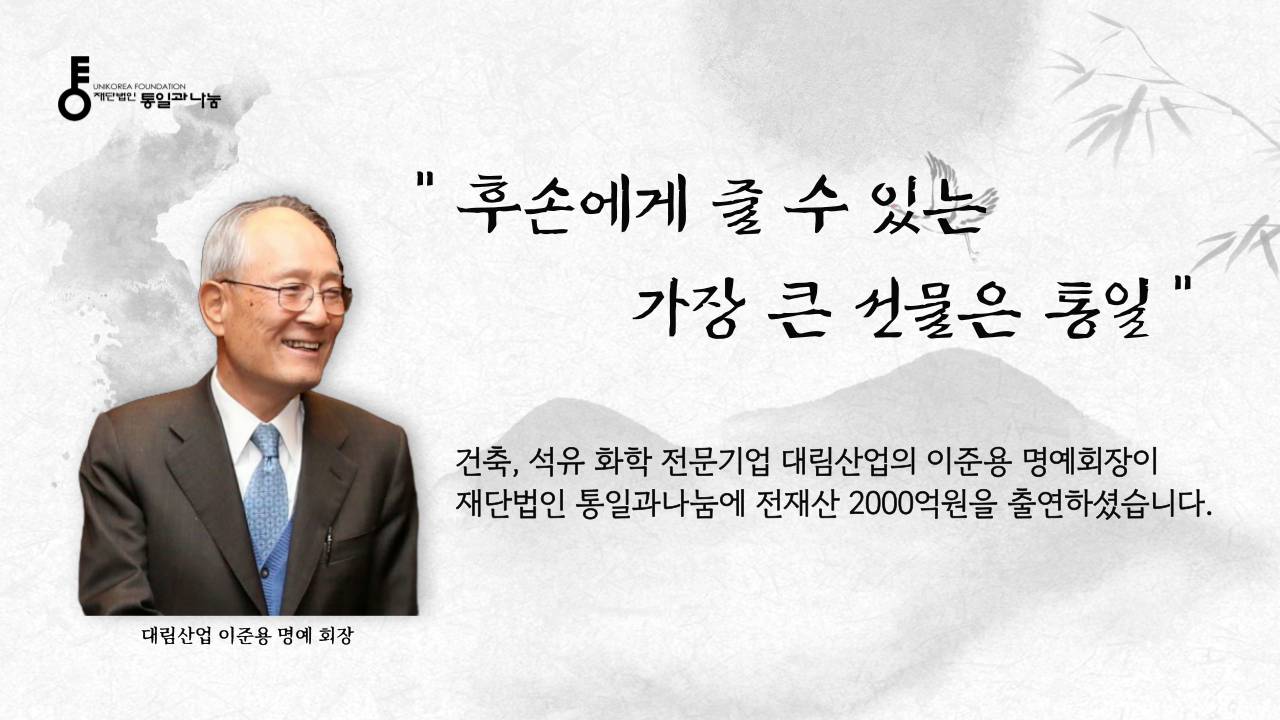 UNIKOREA FOUNDATION
재단법인 통일과나눔
" 후손에게 줄 수 있는
가장 큰 선물은 통일 "
건축, 석유 화학 전문기업 대림산업의 이준용 명예회장이
재단법인 통일과나눔에 전재산 2000억원을 출연하셨습니다.
대림산업 이준용 명예 회장